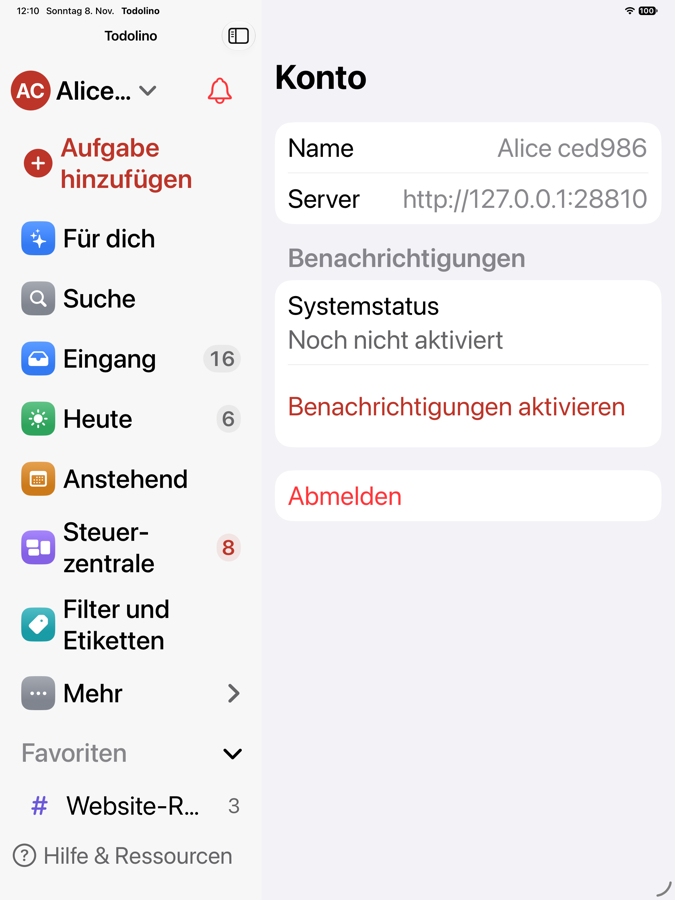 12:10 Sonntag 8. Nov. Todolino
100
Todolino
AC Alice...
Aufgabe
hinzufügen
Für dich
Suche
Eingang 16
Heute 6
Anstehend
Steuer-
zentrale 8
Filter und
Etiketten
Mehr
Favoriten
# Website-R... 3
? Hilfe & Ressourcen
Konto
Name Alice ced986
Server http://127.0.0.1:28810
Benachrichtigungen
Systemstatus
Noch nicht aktiviert
Benachrichtigungen aktivieren
Abmelden